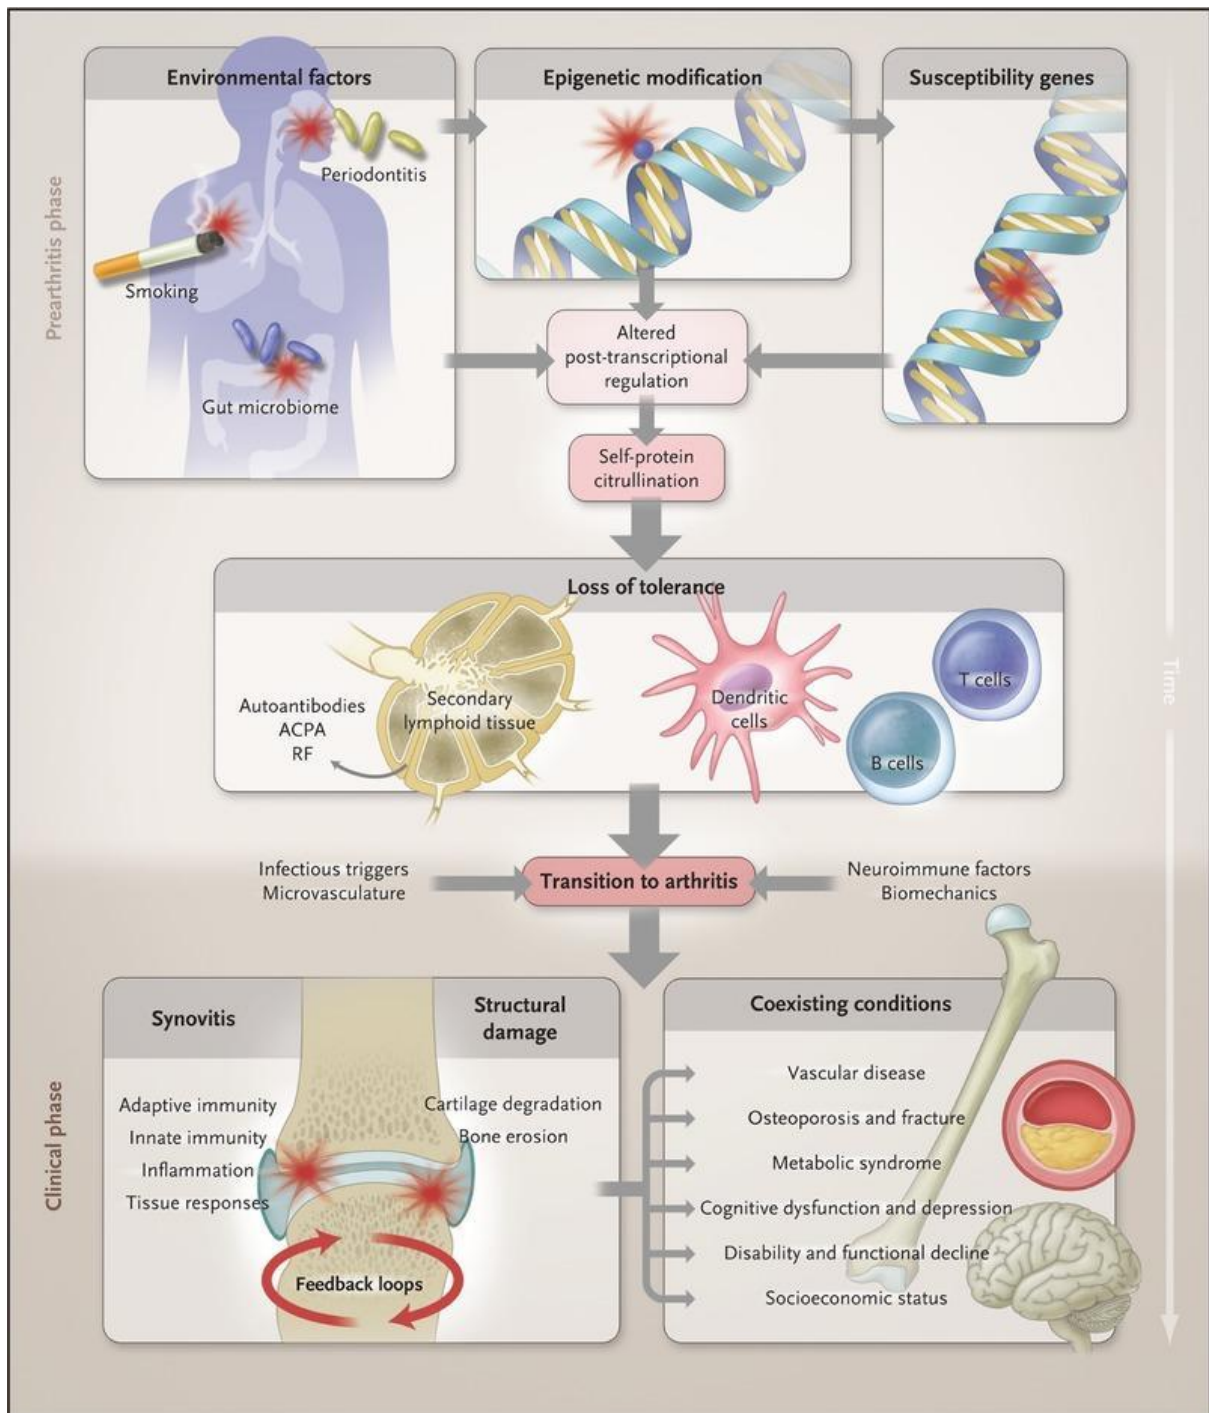 Environmental factors
Epigenetic modification
Susceptibility genes
Prearthritis phase
Periodontitis
Smoking
Gut microbiome
Altered
post-transcriptional
regulation
Self-protein
citrullination
Loss of tolerance
Autoantibodies
ACPA
RF
Secondary
lymphoid tissue
Dendritic
cells
T cells
B cells
Time
Infectious triggers
Microvasculature
Transition to arthritis
Neuroimmune factors
Biomechanics
Clinical phase
Synovitis
Structural
damage
Adaptive immunity
Innate immunity
Inflammation
Tissue responses
Cartilage degradation
Bone erosion
Feedback loops
Coexisting conditions
Vascular disease
Osteoporosis and fracture
Metabolic syndrome
Cognitive dysfunction and depression
Disability and functional decline
Socioeconomic status